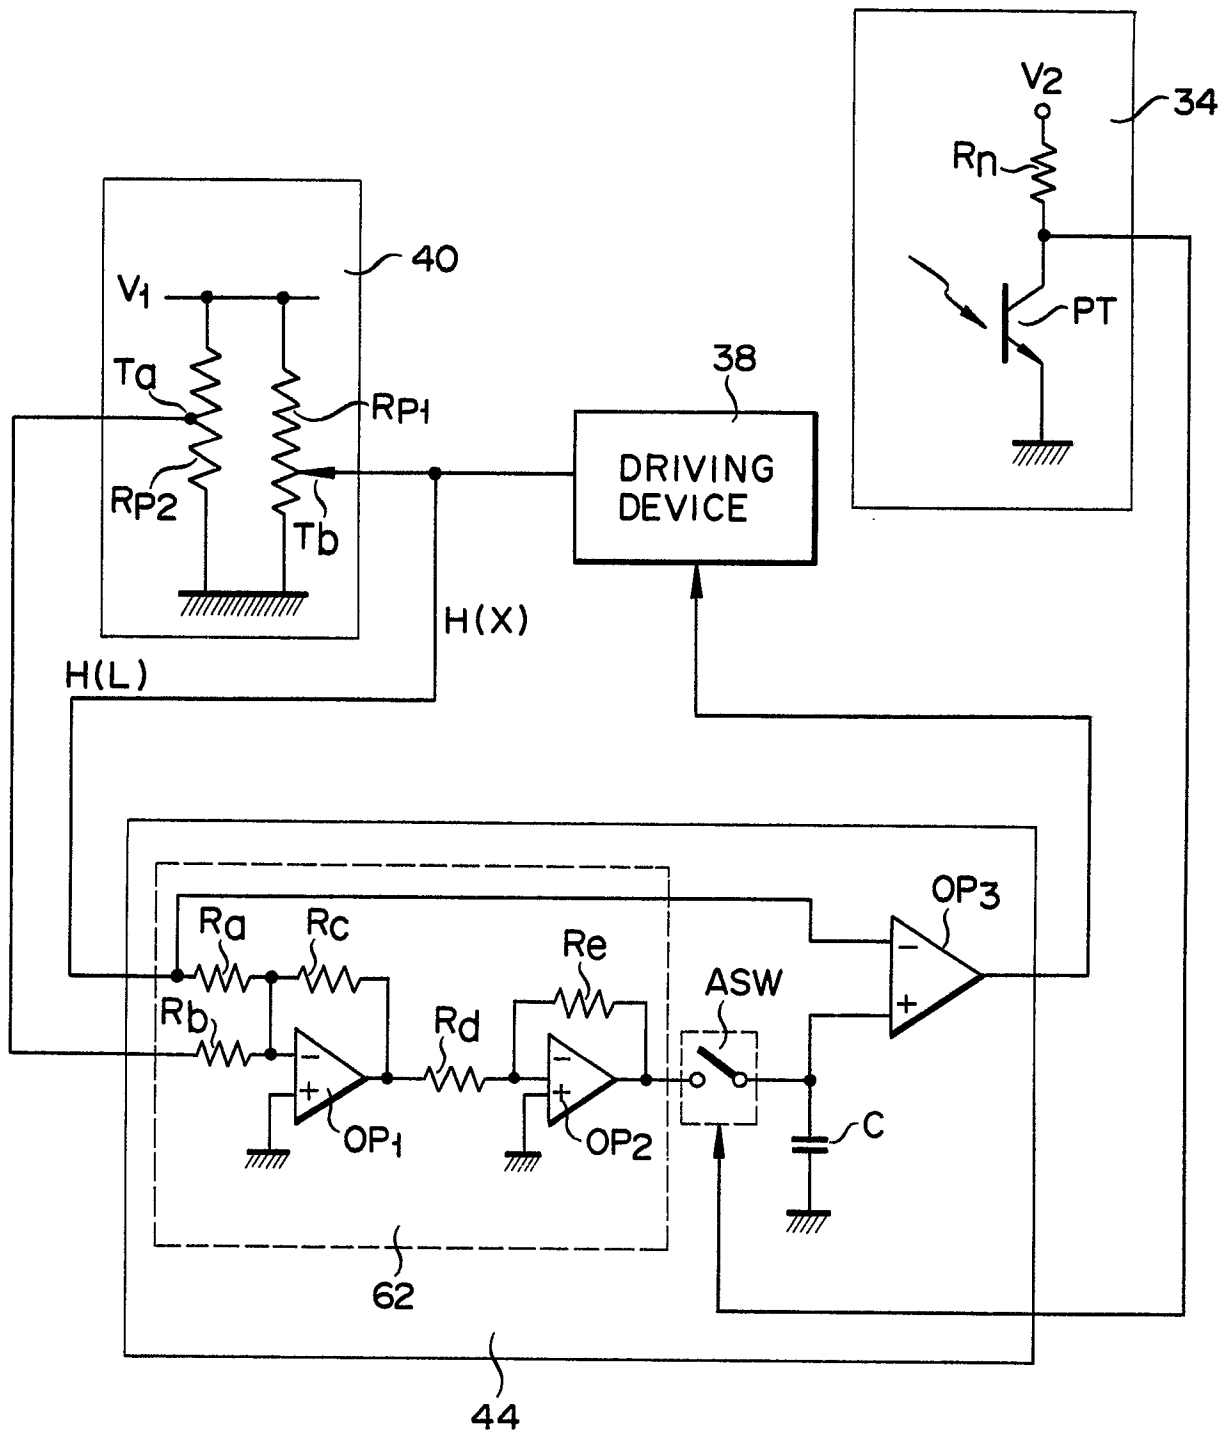 V2
34
Rn
40
V1
PT
Ta
38
RP1
DRIVING
DEVICE
RP2
Tb
H(X)
H(L)
OP3
Ra
Rc
Re
ASW
Rb
Rd
−
−
−
+
+
+
OP1
OP2
C
62
44